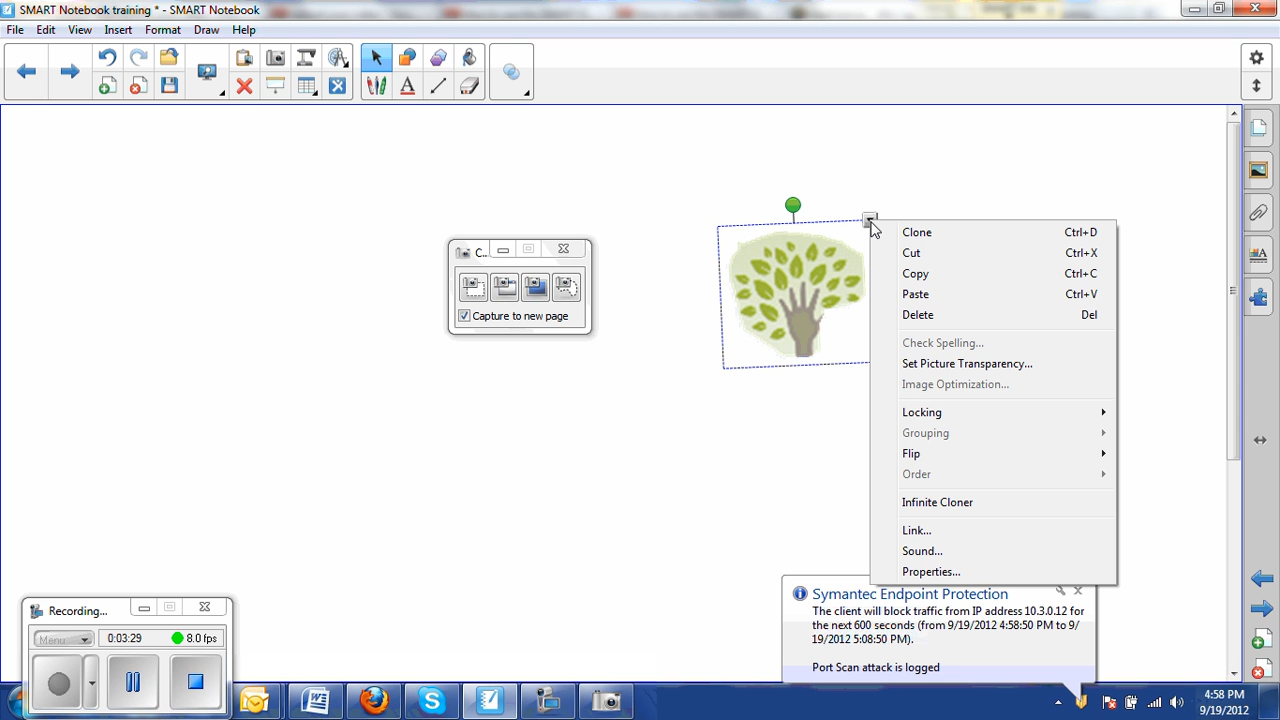 SMART Notebook training * - SMART Notebook
File Edit View Insert Format Draw Help
C...
Capture to new page
Clone Ctrl+D
Cut Ctrl+X
Copy Ctrl+C
Paste Ctrl+V
Delete Del
Check Spelling...
Set Picture Transparency...
Image Optimization...
Locking
Grouping
Flip
Order
Infinite Cloner
Link...
Sound...
Properties...
Symantec Endpoint Protection
The client will block traffic from IP address 10.3.0.12 for
the next 600 seconds (from 9/19/2012 4:58:50 PM to 9/
19/2012 5:08:50 PM).
Port Scan attack is logged
Recording...
Menu 0:03:29 8.0 fps
4:58 PM
9/19/2012